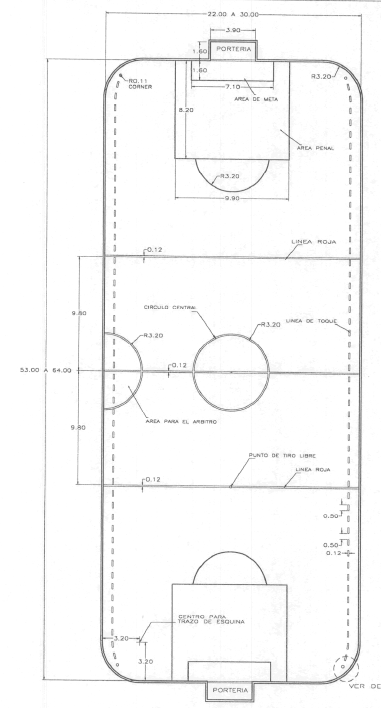 22.00 A 30.00
3.90
PORTERIA
1.60
1.60
R0.11
CORNER
R3.20
7.10
AREA DE META
8.20
AREA PENAL
R3.20
9.90
LINEA ROJA
0.12
CIRCULO CENTRAL
9.80
R3.20
R3.20
LINEA DE TOQUE
0.12
53.00 A 64.00
AREA PARA EL ARBITRO
9.80
PUNTO DE TIRO LIBRE
0.12
LINEA ROJA
0.50
0.50
0.12
CENTRO PARA
TRAZO DE ESQUINA
3.20
3.20
PORTERIA
VER DE